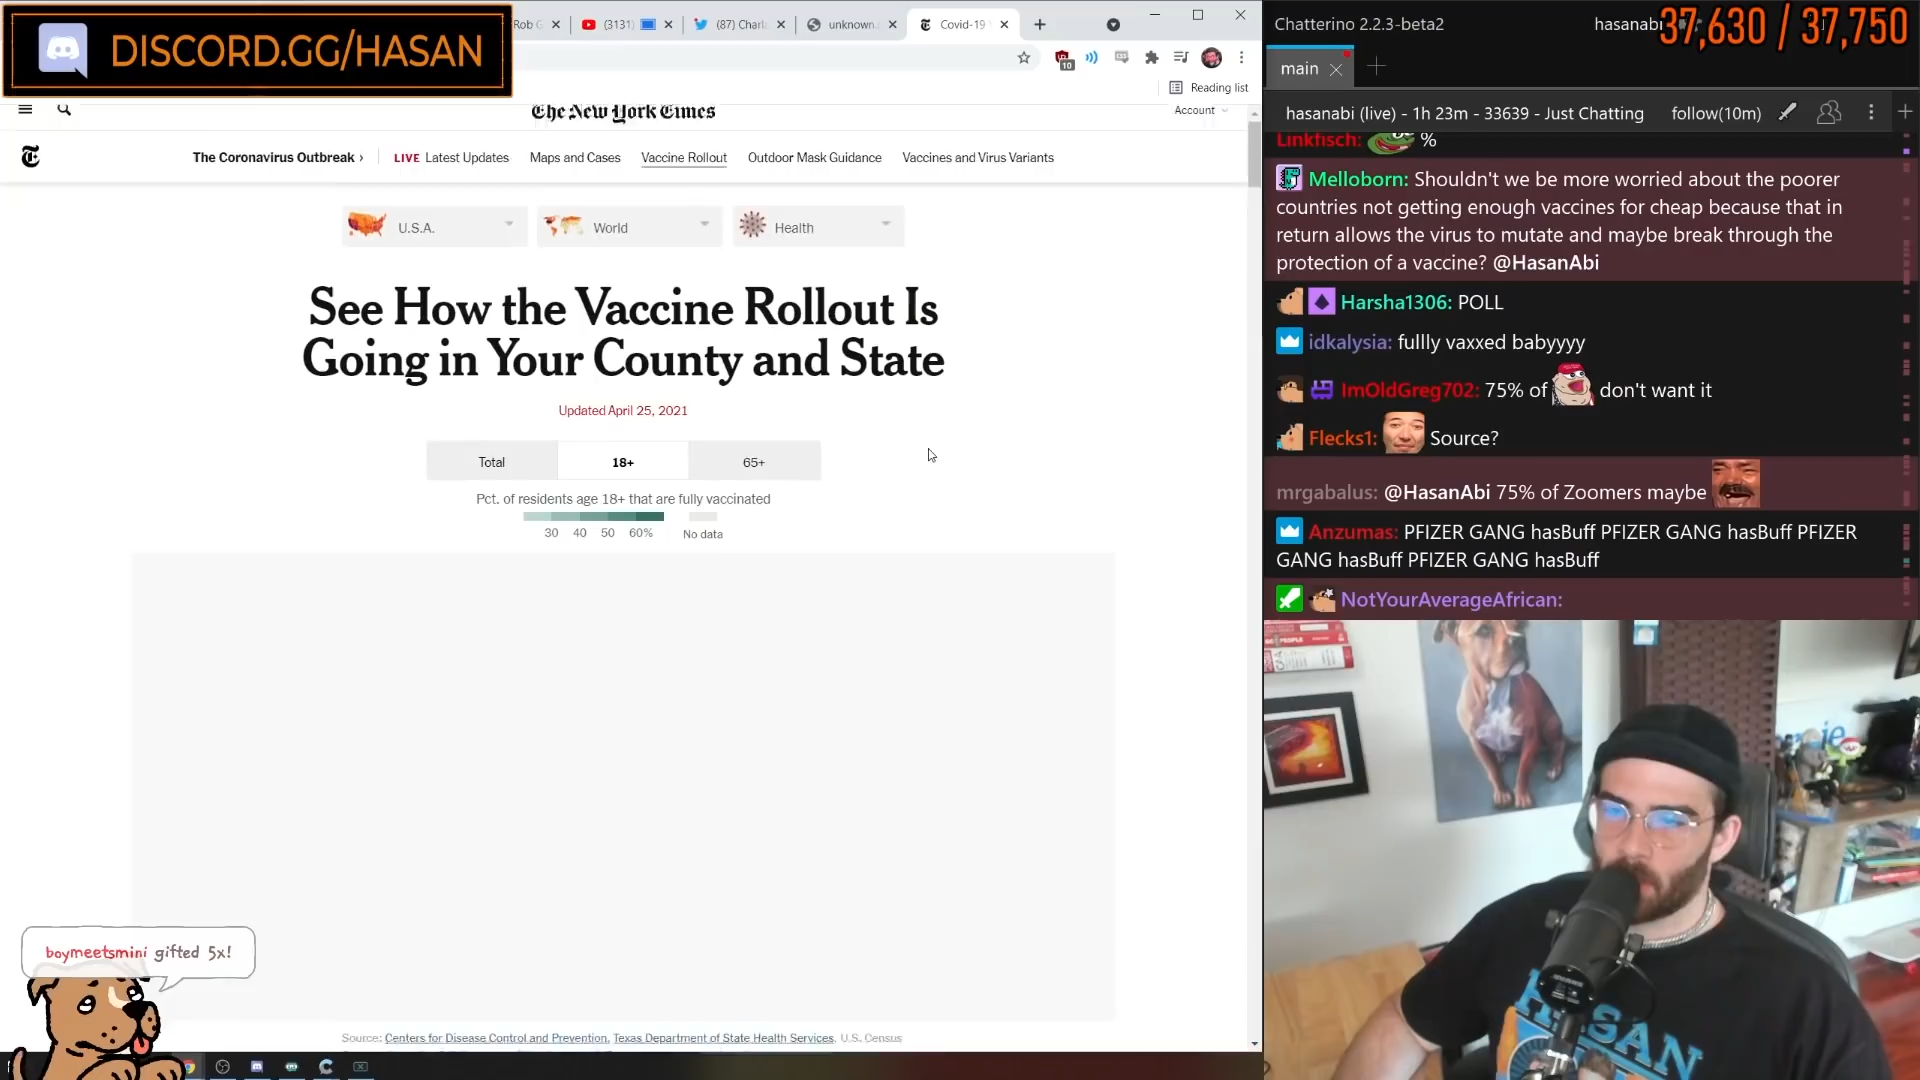 DISCORD.GG/HASAN
Rob G
(3131)
(87) Charl
unknown.
Covid-19
10
Reading list
The New York Times
Account
The Coronavirus Outbreak ›
LIVE Latest Updates
Maps and Cases
Vaccine Rollout
Outdoor Mask Guidance
Vaccines and Virus Variants
U.S.A.
World
Health
See How the Vaccine Rollout Is
Going in Your County and State
Updated April 25, 2021
Total
18+
65+
Pct. of residents age 18+ that are fully vaccinated
30 40 50 60%
No data
boymeetsmini gifted 5x!
Source: Centers for Disease Control and Prevention, Texas Department of State Health Services, U.S. Census
Chatterino 2.2.3-beta2
hasanabi
37,630 / 37,750
main
hasanabi (live) - 1h 23m - 33639 - Just Chatting
follow(10m)
Linkfisch: %
Melloborn: Shouldn't we be more worried about the poorer
countries not getting enough vaccines for cheap because that in
return allows the virus to mutate and maybe break through the
protection of a vaccine? @HasanAbi
Harsha1306: POLL
idkalysia: fullly vaxxed babyyyy
ImOldGreg702: 75% of don't want it
Flecks1: Source?
mrgabalus: @HasanAbi 75% of Zoomers maybe
Anzumas: PFIZER GANG hasBuff PFIZER GANG hasBuff PFIZER
GANG hasBuff PFIZER GANG hasBuff
NotYourAverageAfrican: